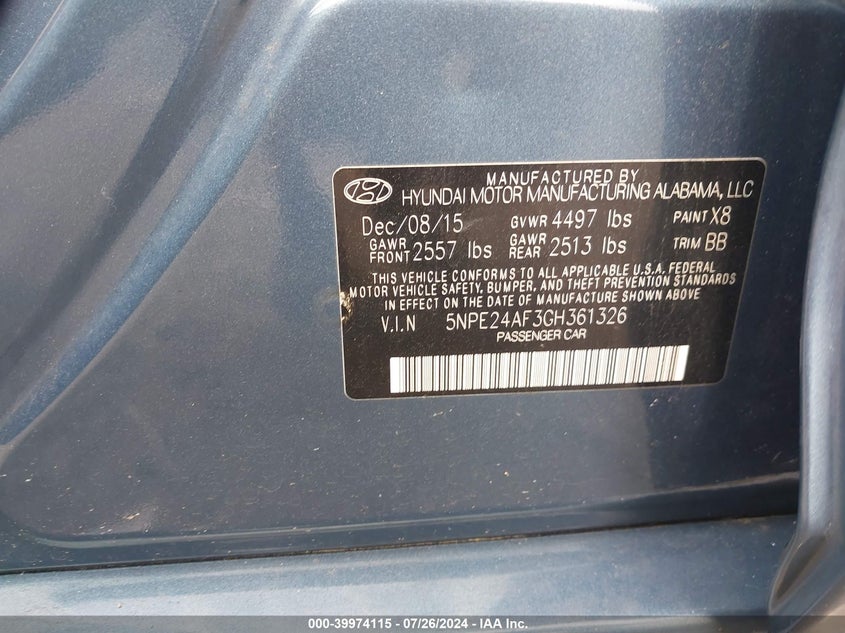 MANUFACTURED BY
HYUNDAI MOTOR MANUFACTURING ALABAMA, LLC
Dec/08/15 GVWR 4497 lbs PAINT X8
GAWR FRONT 2557 lbs GAWR REAR 2513 lbs TRIM BB
THIS VEHICLE CONFORMS TO ALL APPLICABLE U.S.A. FEDERAL
MOTOR VEHICLE SAFETY, BUMPER, AND THEFT PREVENTION STANDARDS
IN EFFECT ON THE DATE OF MANUFACTURE SHOWN ABOVE
V.I.N 5NPE24AF3GH361326
PASSENGER CAR
000-39974115 - 07/26/2024 - IAA Inc.